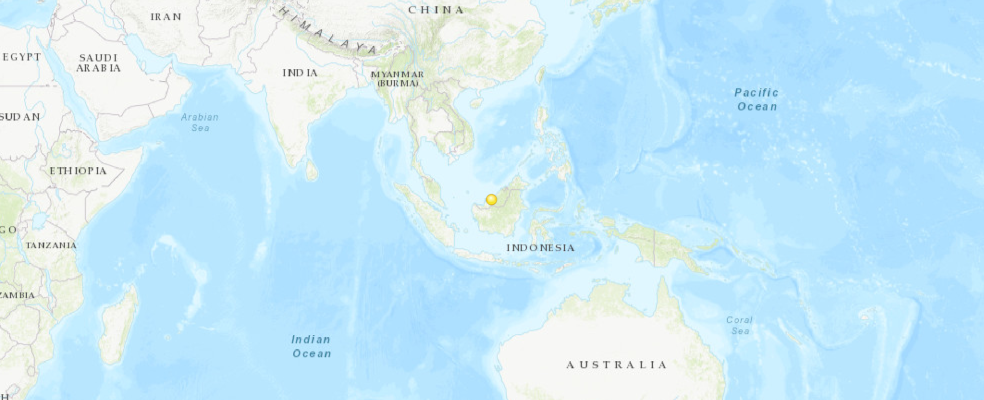 CHINA
IRAN
HIMALAYA
EGYPT
SAUDI
ARABIA
INDIA
MYANMAR
(BURMA)
Pacific
Ocean
Arabian
Sea
SUDAN
ETHIOPIA
GO
TANZANIA
INDONESIA
ZAMBIA
Coral
Sea
Indian
Ocean
AUSTRALIA
H